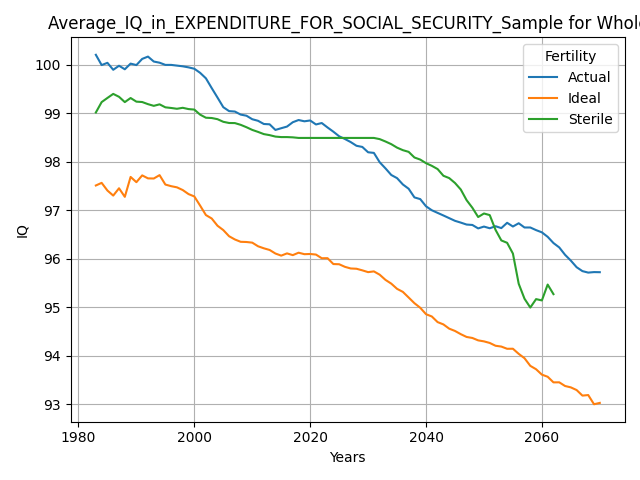 Average_IQ_in_EXPENDITURE_FOR_SOCIAL_SECURITY_Sample for Whol
Fertility
Actual
Ideal
Sterile
IQ
100
99
98
97
96
95
94
93
1980
2000
2020
2040
2060
Years